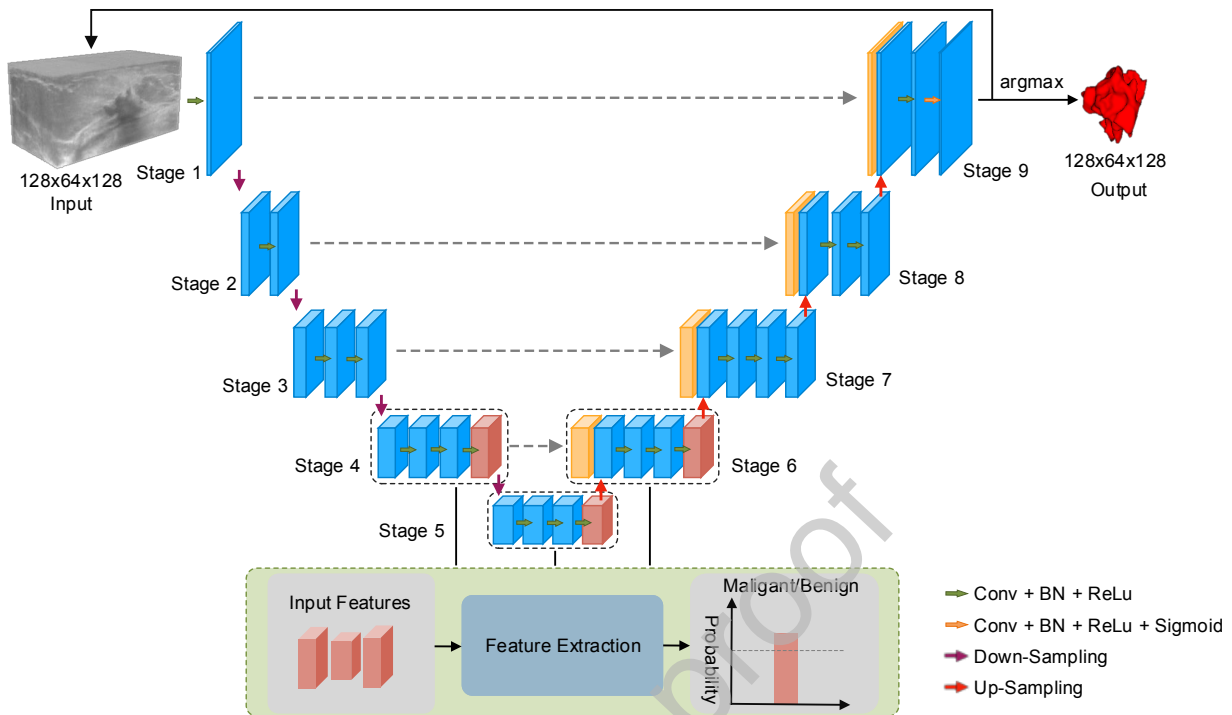 argmax
128x64x128
Input
Stage 1
Stage 9
128x64x128
Output
Stage 2
Stage 8
Stage 3
Stage 7
Stage 4
Stage 6
Stage 5
Input Features
Feature Extraction
Maligant/Benign
Probability
Conv + BN + ReLu
Conv + BN + ReLu + Sigmoid
Down-Sampling
Up-Sampling
proof